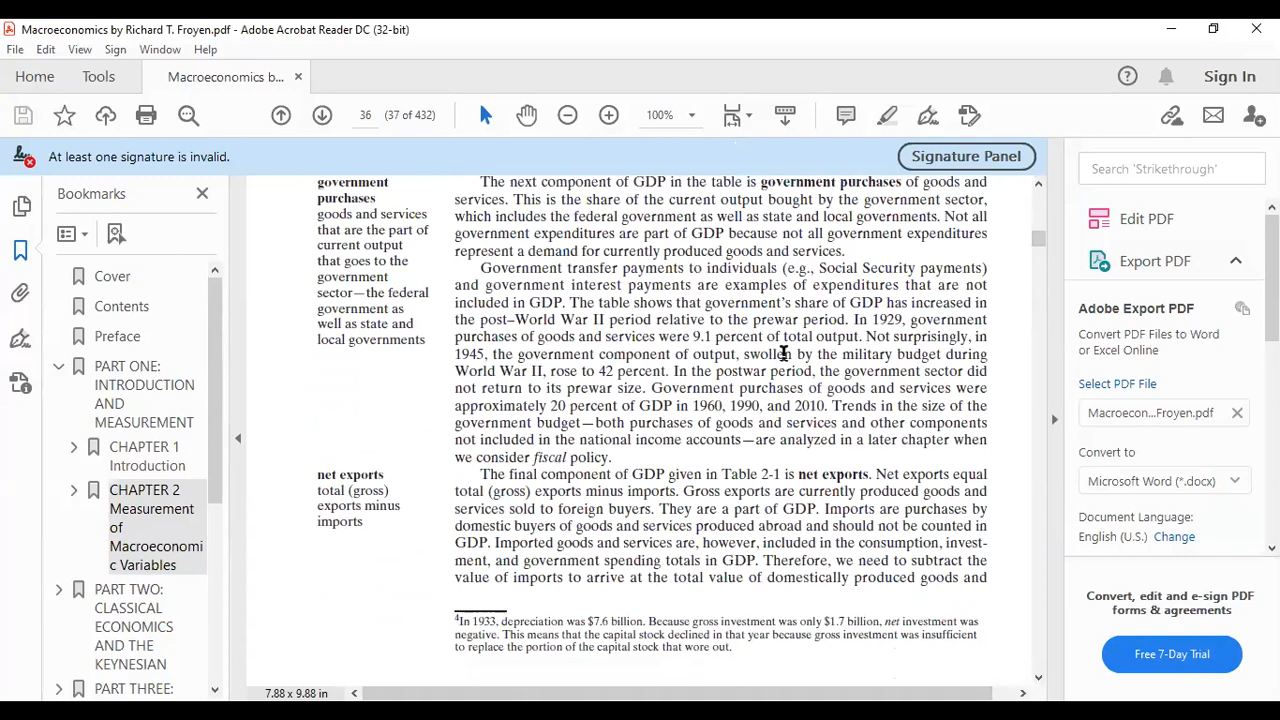 Macroeconomics by Richard T. Froyen.pdf - Adobe Acrobat Reader DC (32-bit)
File Edit View Sign Window Help
Home Tools Macroeconomics b... Sign In
36 (37 of 432) 100%
At least one signature is invalid. Signature Panel
Bookmarks
Cover
Contents
Preface
PART ONE:
INTRODUCTION
AND
MEASUREMENT
CHAPTER 1
Introduction
CHAPTER 2
Measurement
of
Macroeconomi
c Variables
PART TWO:
CLASSICAL
ECONOMICS
AND THE
KEYNESIAN
PART THREE:
government
purchases
goods and services
that are the part of
current output
that goes to the
government
sector—the federal
government as
well as state and
local governments
The next component of GDP in the table is government purchases of goods and
services. This is the share of the current output bought by the government sector,
which includes the federal government as well as state and local governments. Not all
government expenditures are part of GDP because not all government expenditures
represent a demand for currently produced goods and services.
Government transfer payments to individuals (e.g., Social Security payments)
and government interest payments are examples of expenditures that are not
included in GDP. The table shows that government's share of GDP has increased in
the post–World War II period relative to the prewar period. In 1929, government
purchases of goods and services were 9.1 percent of total output. Not surprisingly, in
1945, the government component of output, swollen by the military budget during
World War II, rose to 42 percent. In the postwar period, the government sector did
not return to its prewar size. Government purchases of goods and services were
approximately 20 percent of GDP in 1960, 1990, and 2010. Trends in the size of the
government budget—both purchases of goods and services and other components
not included in the national income accounts—are analyzed in a later chapter when
we consider fiscal policy.
net exports
total (gross)
exports minus
imports
The final component of GDP given in Table 2-1 is net exports. Net exports equal
total (gross) exports minus imports. Gross exports are currently produced goods and
services sold to foreign buyers. They are a part of GDP. Imports are purchases by
domestic buyers of goods and services produced abroad and should not be counted in
GDP. Imported goods and services are, however, included in the consumption, invest-
ment, and government spending totals in GDP. Therefore, we need to subtract the
value of imports to arrive at the total value of domestically produced goods and
4In 1933, depreciation was $7.6 billion. Because gross investment was only $1.7 billion, net investment was
negative. This means that the capital stock declined in that year because gross investment was insufficient
to replace the portion of the capital stock that wore out.
7.88 x 9.88 in
Search 'Strikethrough'
Edit PDF
Export PDF
Adobe Export PDF
Convert PDF Files to Word
or Excel Online
Select PDF File
Macroecon...Froyen.pdf
Convert to
Microsoft Word (*.docx)
Document Language:
English (U.S.) Change
Convert, edit and e-sign PDF
forms & agreements
Free 7-Day Trial